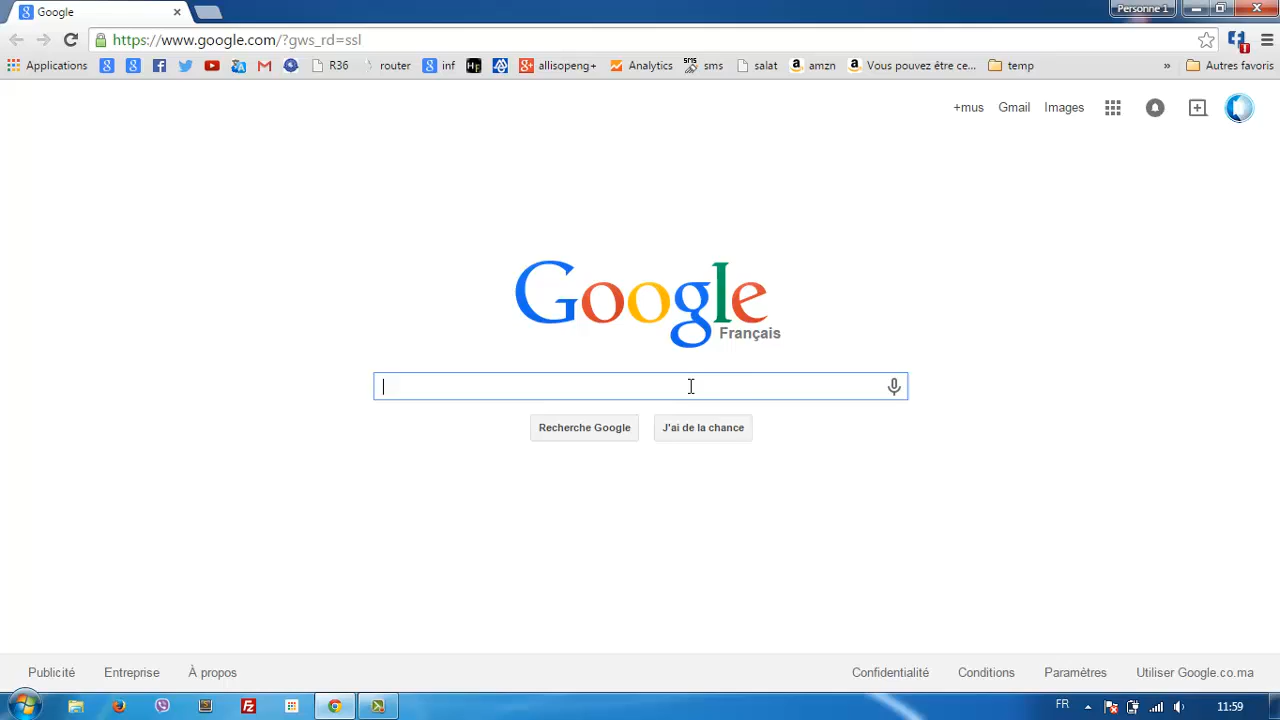 Google
Personne 1
https://www.google.com/?gws_rd=ssl
Applications R36 router inf allisopeng+ Analytics sms salat amzn Vous pouvez être ce... temp » Autres favoris
+mus Gmail Images
Google
Français
Recherche Google J'ai de la chance
Publicité Entreprise À propos Confidentialité Conditions Paramètres Utiliser Google.co.ma
FR 11:59